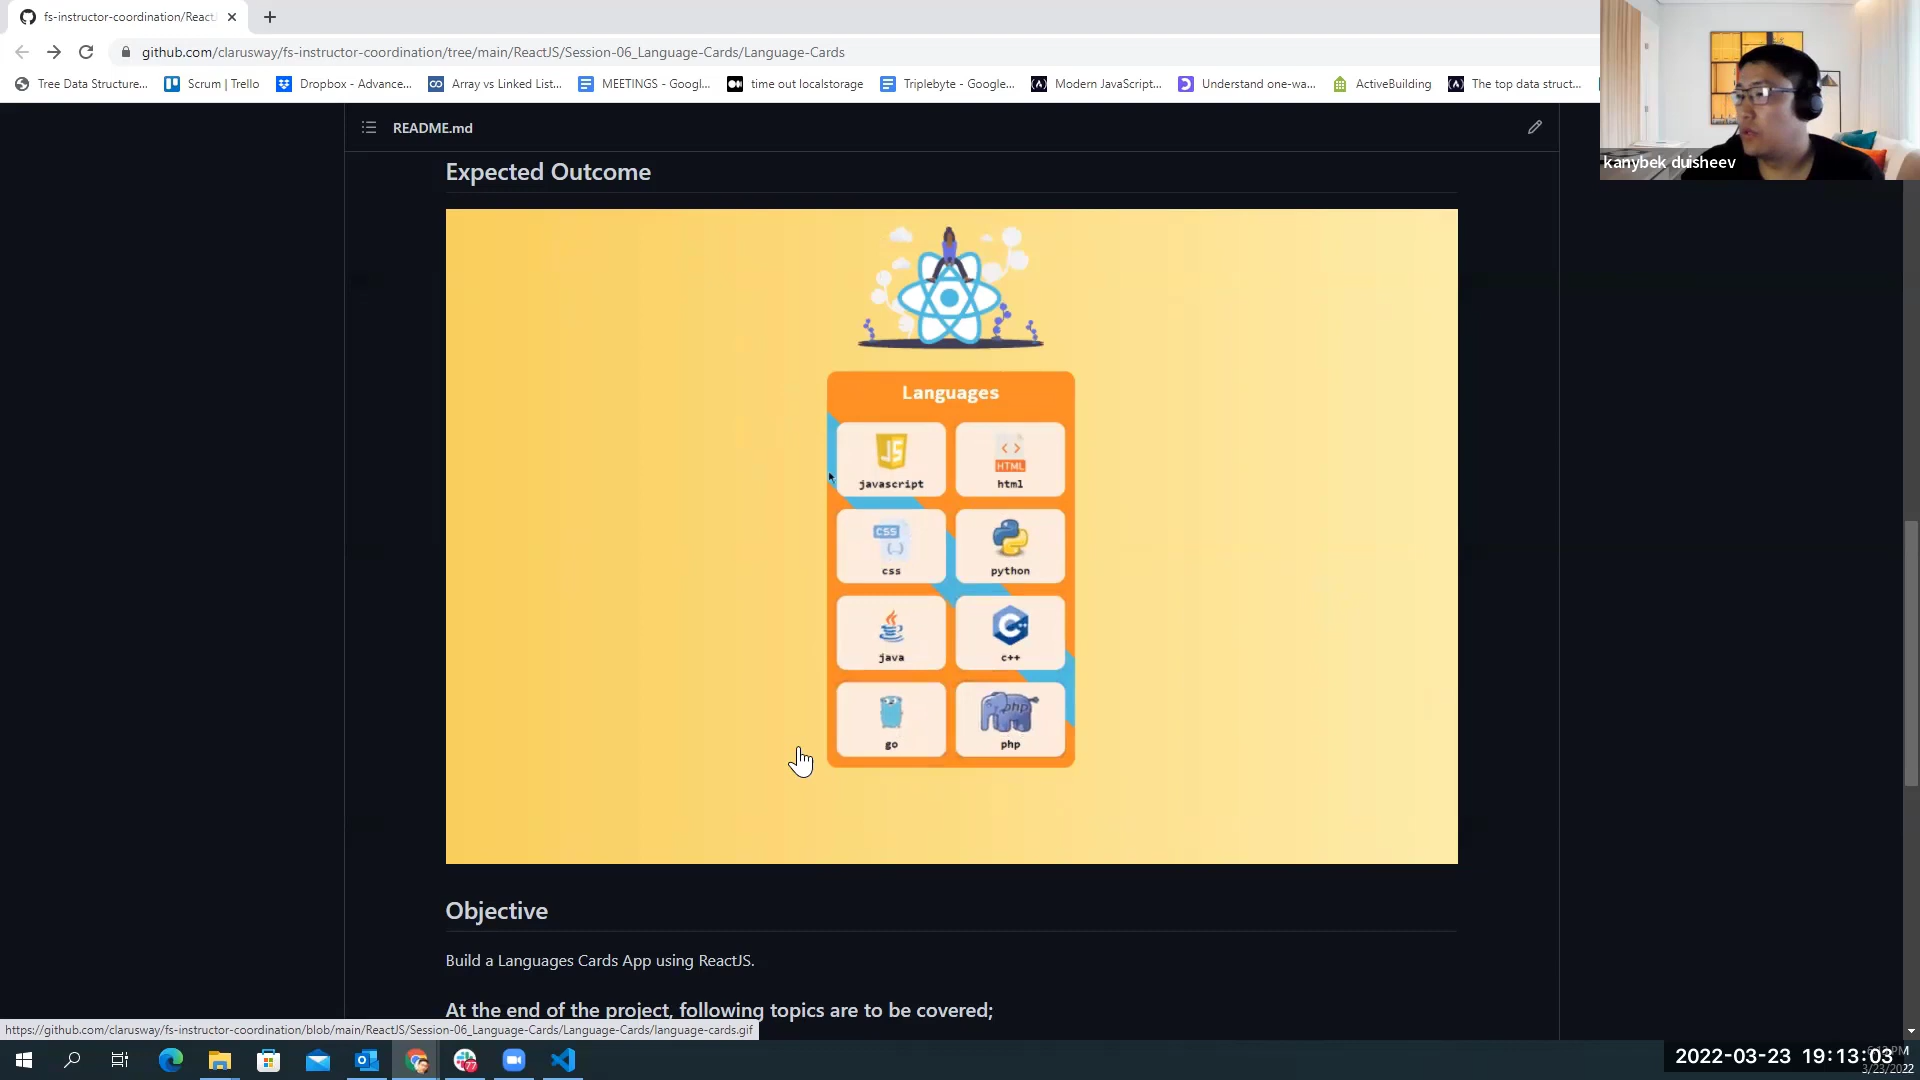 fs-instructor-coordination/React
github.com/clarusway/fs-instructor-coordination/tree/main/ReactJS/Session-06_Language-Cards/Language-Cards
Tree Data Structure... Scrum | Trello Dropbox - Advance... Array vs Linked List... MEETINGS - Googl... time out localstorage Triplebyte - Google... Modern JavaScript... Understand one-wa... ActiveBuilding The top data struct...
kanybek duisheev
README.md
Expected Outcome
Languages
JS
<> HTML
javascript
html
CSS {..}
css
python
java
C++
c++
go
php
php
Objective
Build a Languages Cards App using ReactJS.
At the end of the project, following topics are to be covered;
https://github.com/clarusway/fs-instructor-coordination/blob/main/ReactJS/Session-06_Language-Cards/Language-Cards/language-cards.gif
77
2022-03-23 19:13:03
3/23/2022